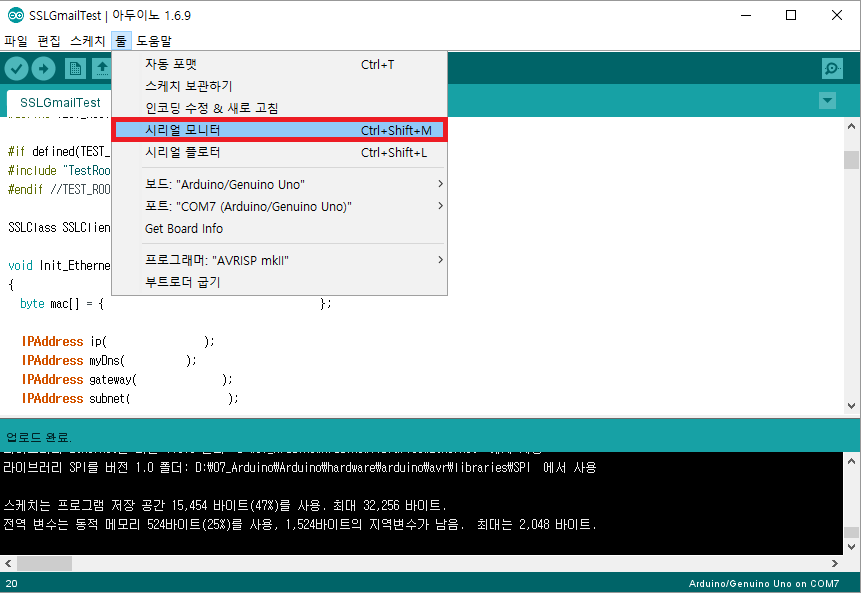 SSLGmailTest | 아두이노 1.6.9
파일 편집 스케치 툴 도움말
자동 포맷 Ctrl+T
스케치 보관하기
인코딩 수정 & 새로 고침
시리얼 모니터 Ctrl+Shift+M
시리얼 플로터 Ctrl+Shift+L
보드: "Arduino/Genuino Uno"
포트: "COM7 (Arduino/Genuino Uno)"
Get Board Info
프로그래머: "AVRISP mkII"
부트로더 굽기
SSLGmailTest
#if defined(TEST_
#include "TestRoo
#endif //TEST_ROO
SSLClass SSLClien
void Init_Etherne
{
byte mac[] = { };
IPAddress ip( );
IPAddress myDns( );
IPAddress gateway( );
IPAddress subnet( );
업로드 완료.
라이브러리 SPI를 버전 1.0 폴더: D:₩07_Arduino₩Arduino₩hardware₩arduino₩avr₩libraries₩SPI 에서 사용
스케치는 프로그램 저장 공간 15,454 바이트(47%)를 사용. 최대 32,256 바이트.
전역 변수는 동적 메모리 524바이트(25%)를 사용, 1,524바이트의 지역변수가 남음. 최대는 2,048 바이트.
20 Arduino/Genuino Uno on COM7